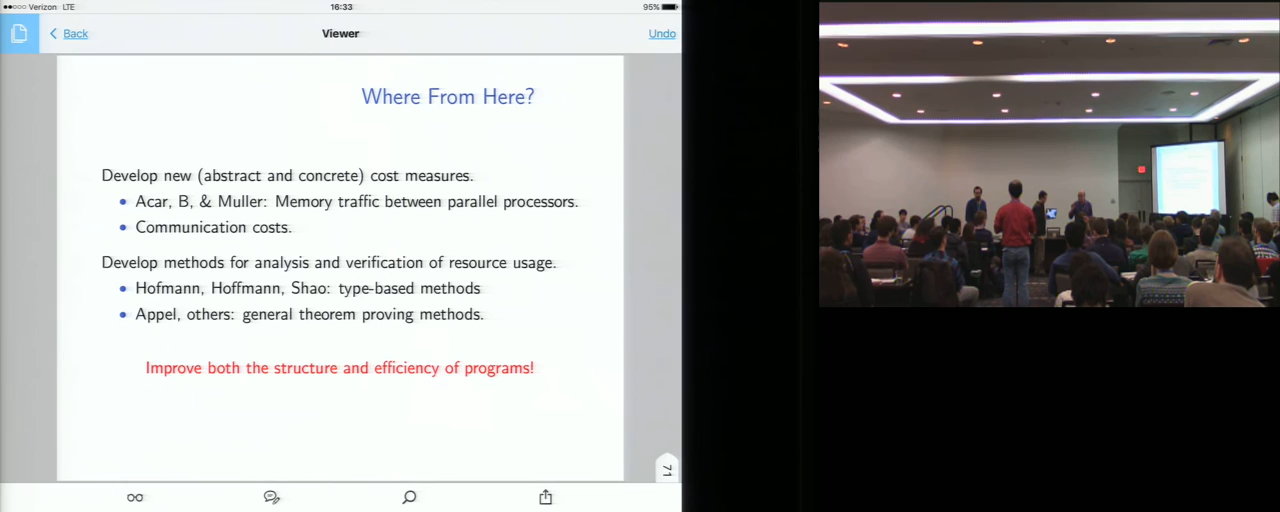 Verizon LTE
16:33
95%
Back
Viewer
Undo
Where From Here?
Develop new (abstract and concrete) cost measures.
• Acar, B, & Muller: Memory traffic between parallel processors.
• Communication costs.
Develop methods for analysis and verification of resource usage.
• Hofmann, Hoffmann, Shao: type-based methods
• Appel, others: general theorem proving methods.
Improve both the structure and efficiency of programs!
71